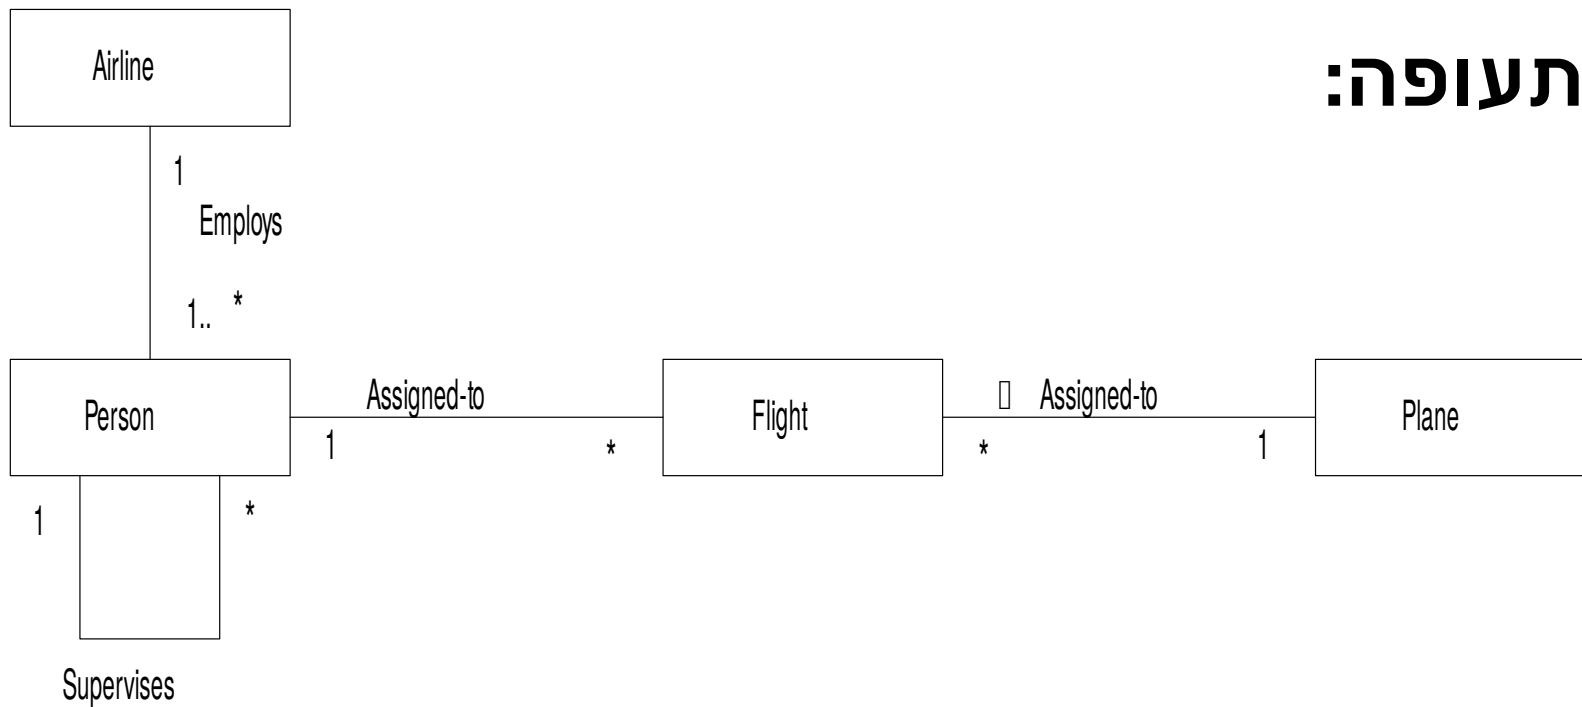 תעופה:
Airline
1
Employs
1.. *
Person
Assigned-to
1
*
Flight
Assigned-to
*
1
Plane
1
*
Supervises